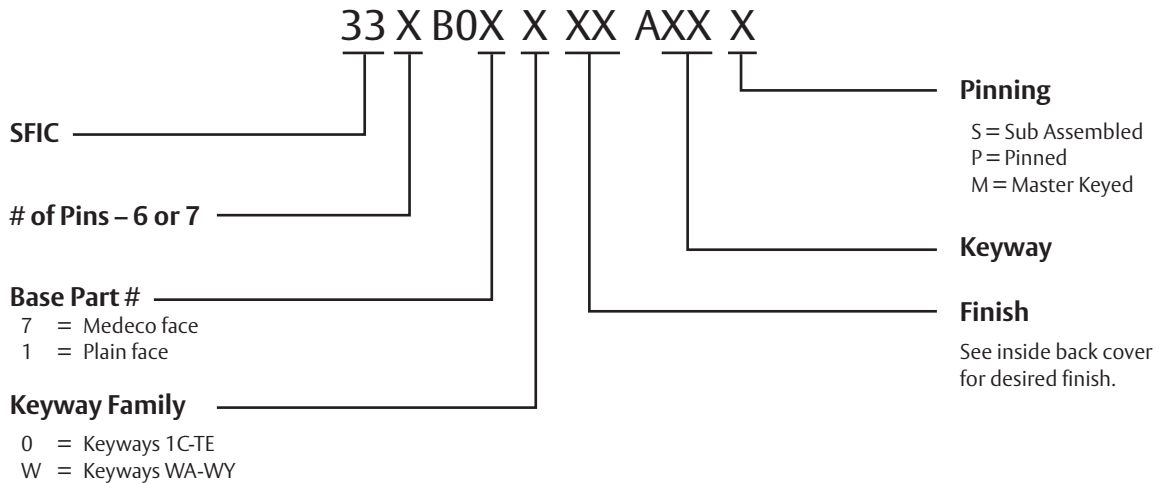 33 X B0X X XX AXX X
SFIC
# of Pins – 6 or 7
Base Part #
7 = Medeco face
1 = Plain face
Keyway Family
0 = Keyways 1C-TE
W = Keyways WA-WY
Pinning
S = Sub Assembled
P = Pinned
M = Master Keyed
Keyway
Finish
See inside back cover
for desired finish.